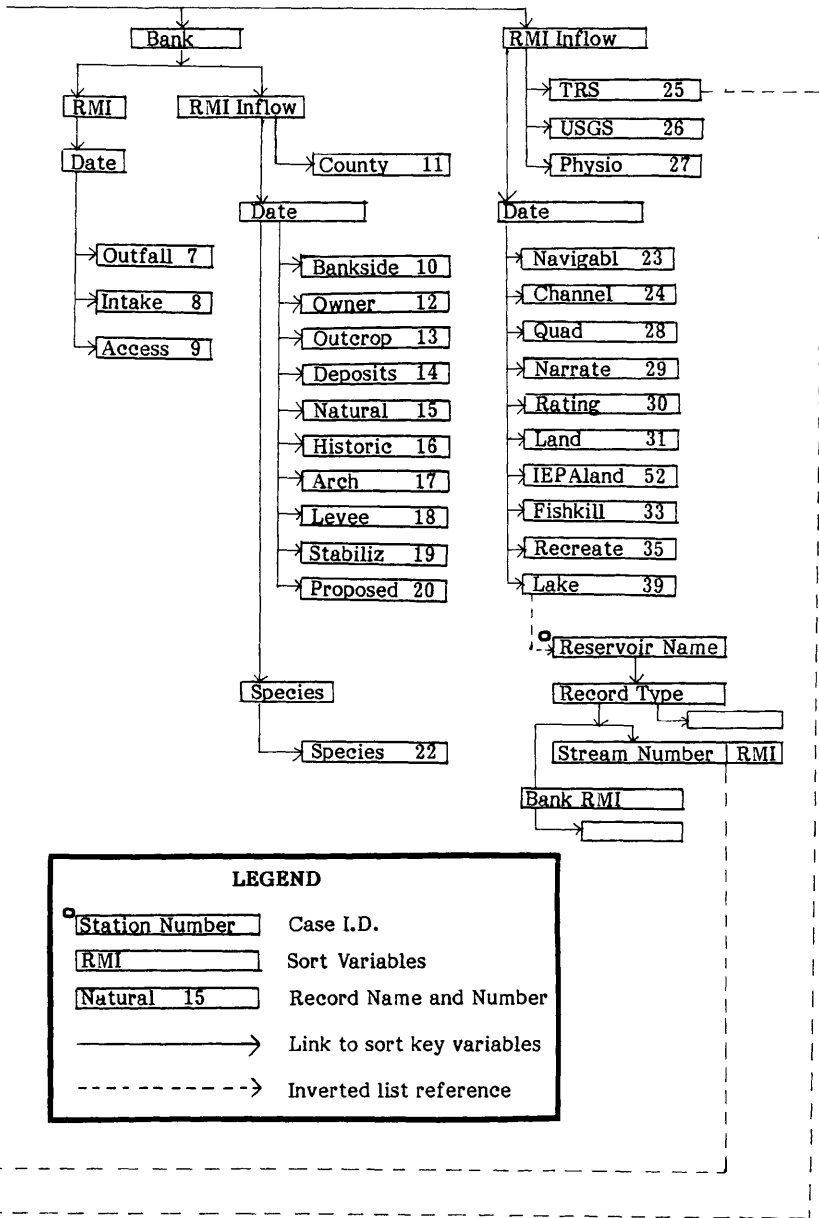 Bank
RMI
RMI Inflow
County 11
Date
Outfall 7
Intake 8
Access 9
Date
Bankside 10
Owner 12
Outcrop 13
Deposits 14
Natural 15
Historic 16
Arch 17
Levee 18
Stabiliz 19
Proposed 20
Species
Species 22
RMI Inflow
TRS 25
USGS 26
Physio 27
Date
Navigabl 23
Channel 24
Quad 28
Narrate 29
Rating 30
Land 31
IEPAland 52
Fishkill 33
Recreate 35
Lake 39
Reservoir Name
Record Type
Stream Number RMI
Bank RMI
LEGEND
Station Number Case I.D.
RMI Sort Variables
Natural 15 Record Name and Number
Link to sort key variables
Inverted list reference